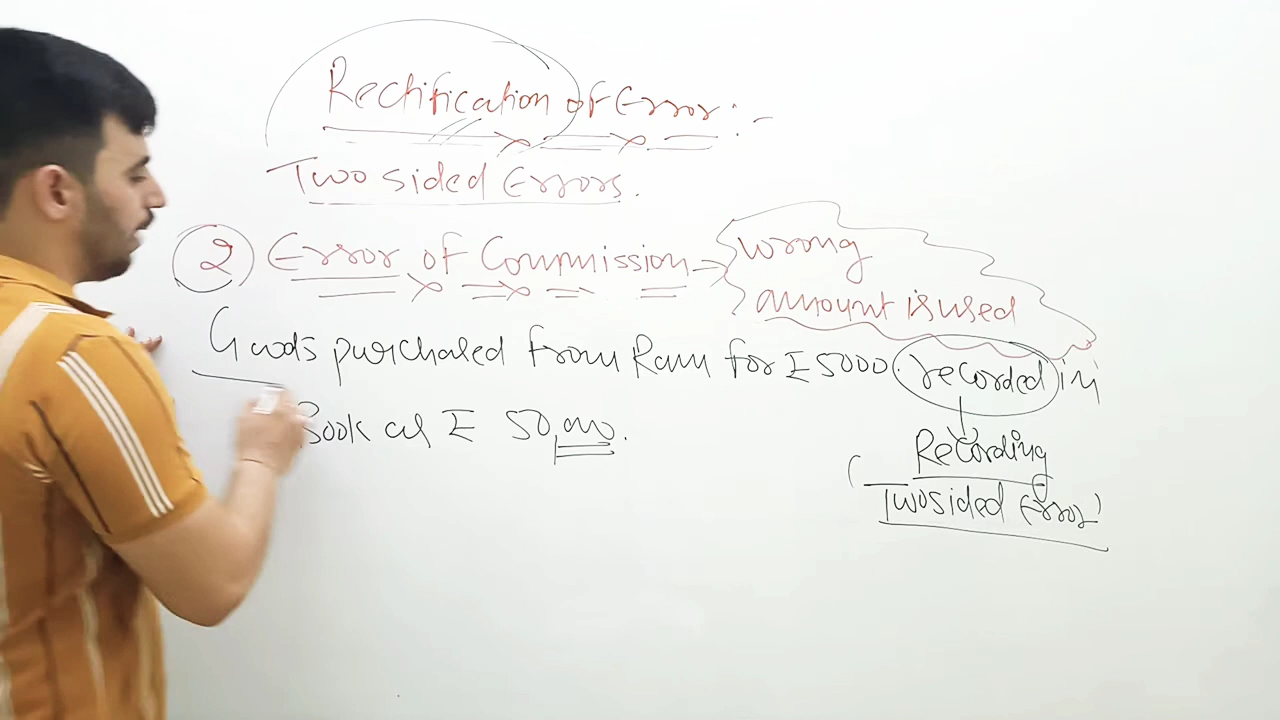 Rectification of Error :-
Two sided Errors.
2 Error of Commission → wrong
amount is used
Goods purchased from Ram for ₹ 5000. recorded in
Book as ₹ 50,000.
Recording
(Two sided Error)